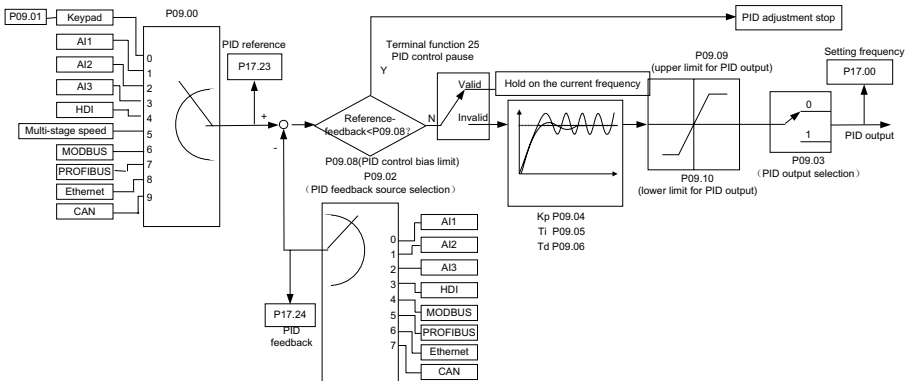 P09.01
Keypad
AI1
AI2
AI3
HDI
Multi-stage speed
MODBUS
PROFIBUS
Ethernet
CAN
P09.00
0
1
2
3
4
5
6
7
8
9
PID reference
P17.23
+
-
Terminal function 25
PID control pause
Y
Reference-
feedback<P09.08?
N
P09.08(PID control bias limit)
P09.02
(PID feedback source selection)
Valid
Invalid
Hold on the current frequency
PID adjustment stop
Kp P09.04
Ti P09.05
Td P09.06
P09.09
(upper limit for PID output)
P09.10
(lower limit for PID output)
Setting frequency
P17.00
0
1
PID output
P09.03
(PID output selection)
P17.24
PID
feedback
0
1
2
3
4
5
6
7
AI1
AI2
AI3
HDI
MODBUS
PROFIBUS
Ethernet
CAN